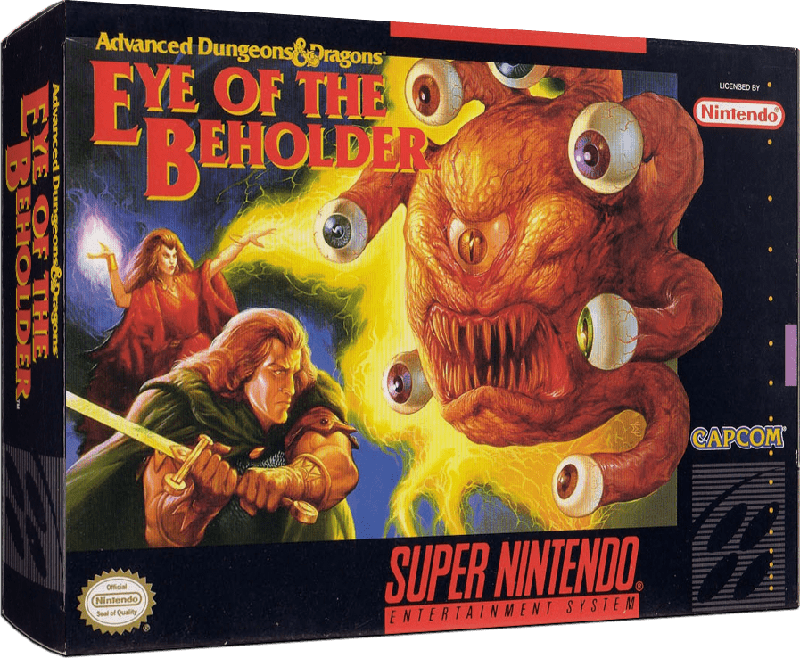 Advanced Dungeons & Dragons
EYE OF THE
BEHOLDER
LICENSED BY
Nintendo®
Advanced Dungeons & Dragons®
EYE OF THE
BEHOLDER™
CAPCOM®
Official
Nintendo
Seal of Quality
SUPER NINTENDO®
ENTERTAINMENT SYSTEM